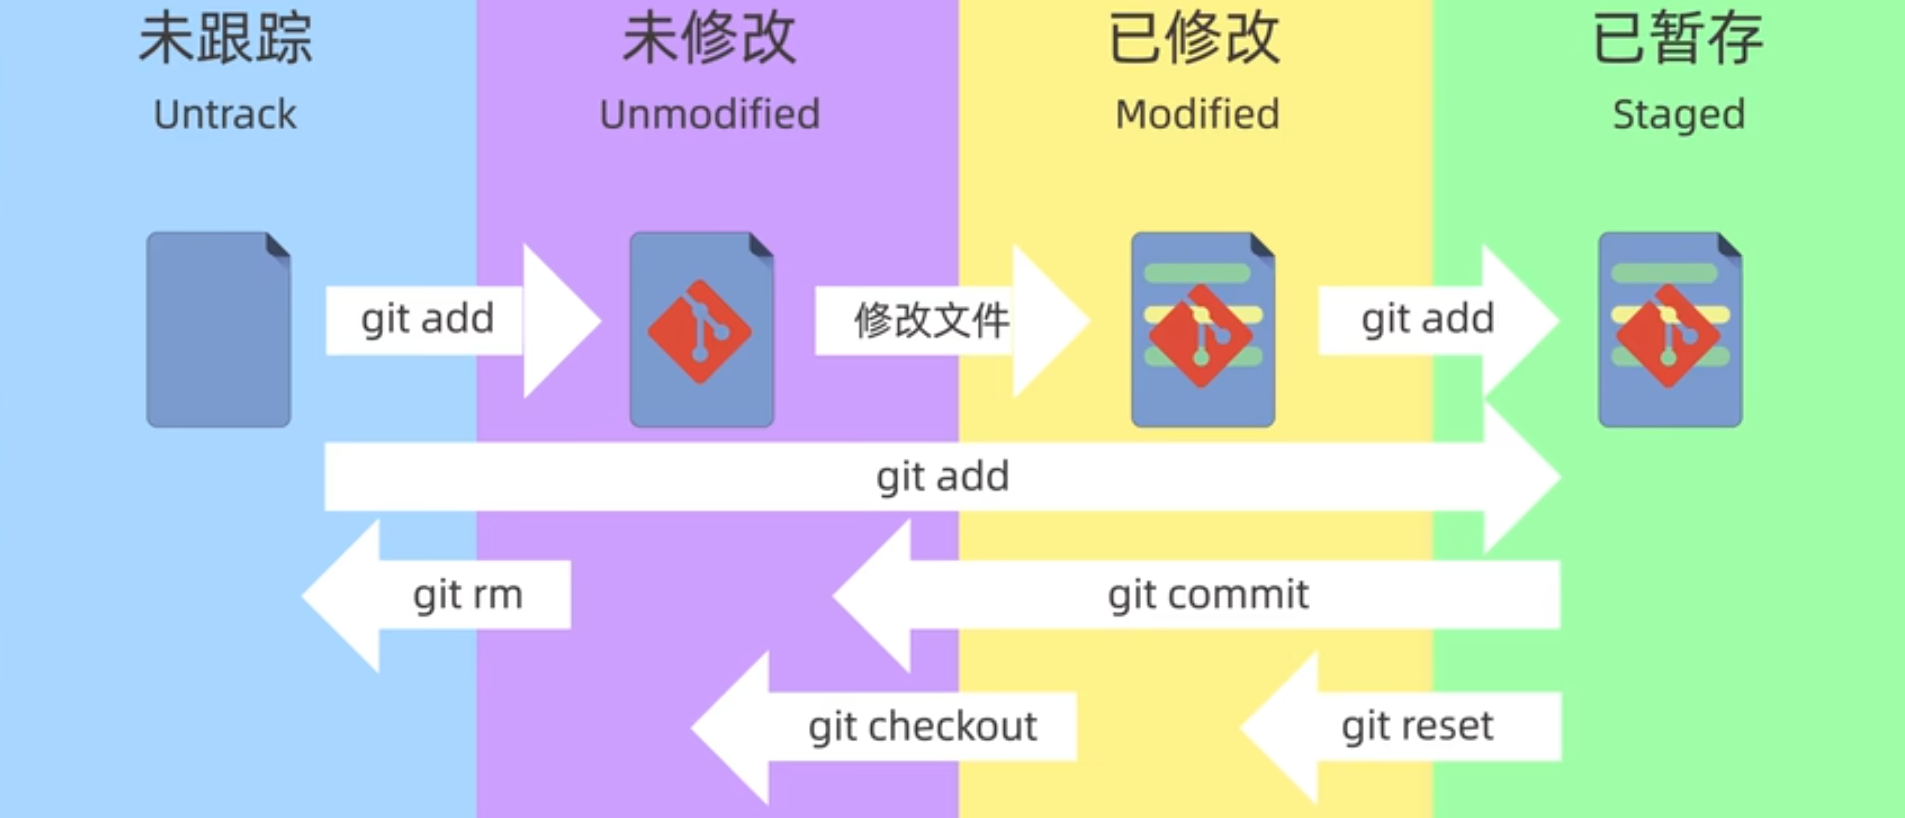 未跟踪
Untrack
未修改
Unmodified
已修改
Modified
已暂存
Staged
git add
修改文件
git add
git add
git rm
git commit
git checkout
git reset